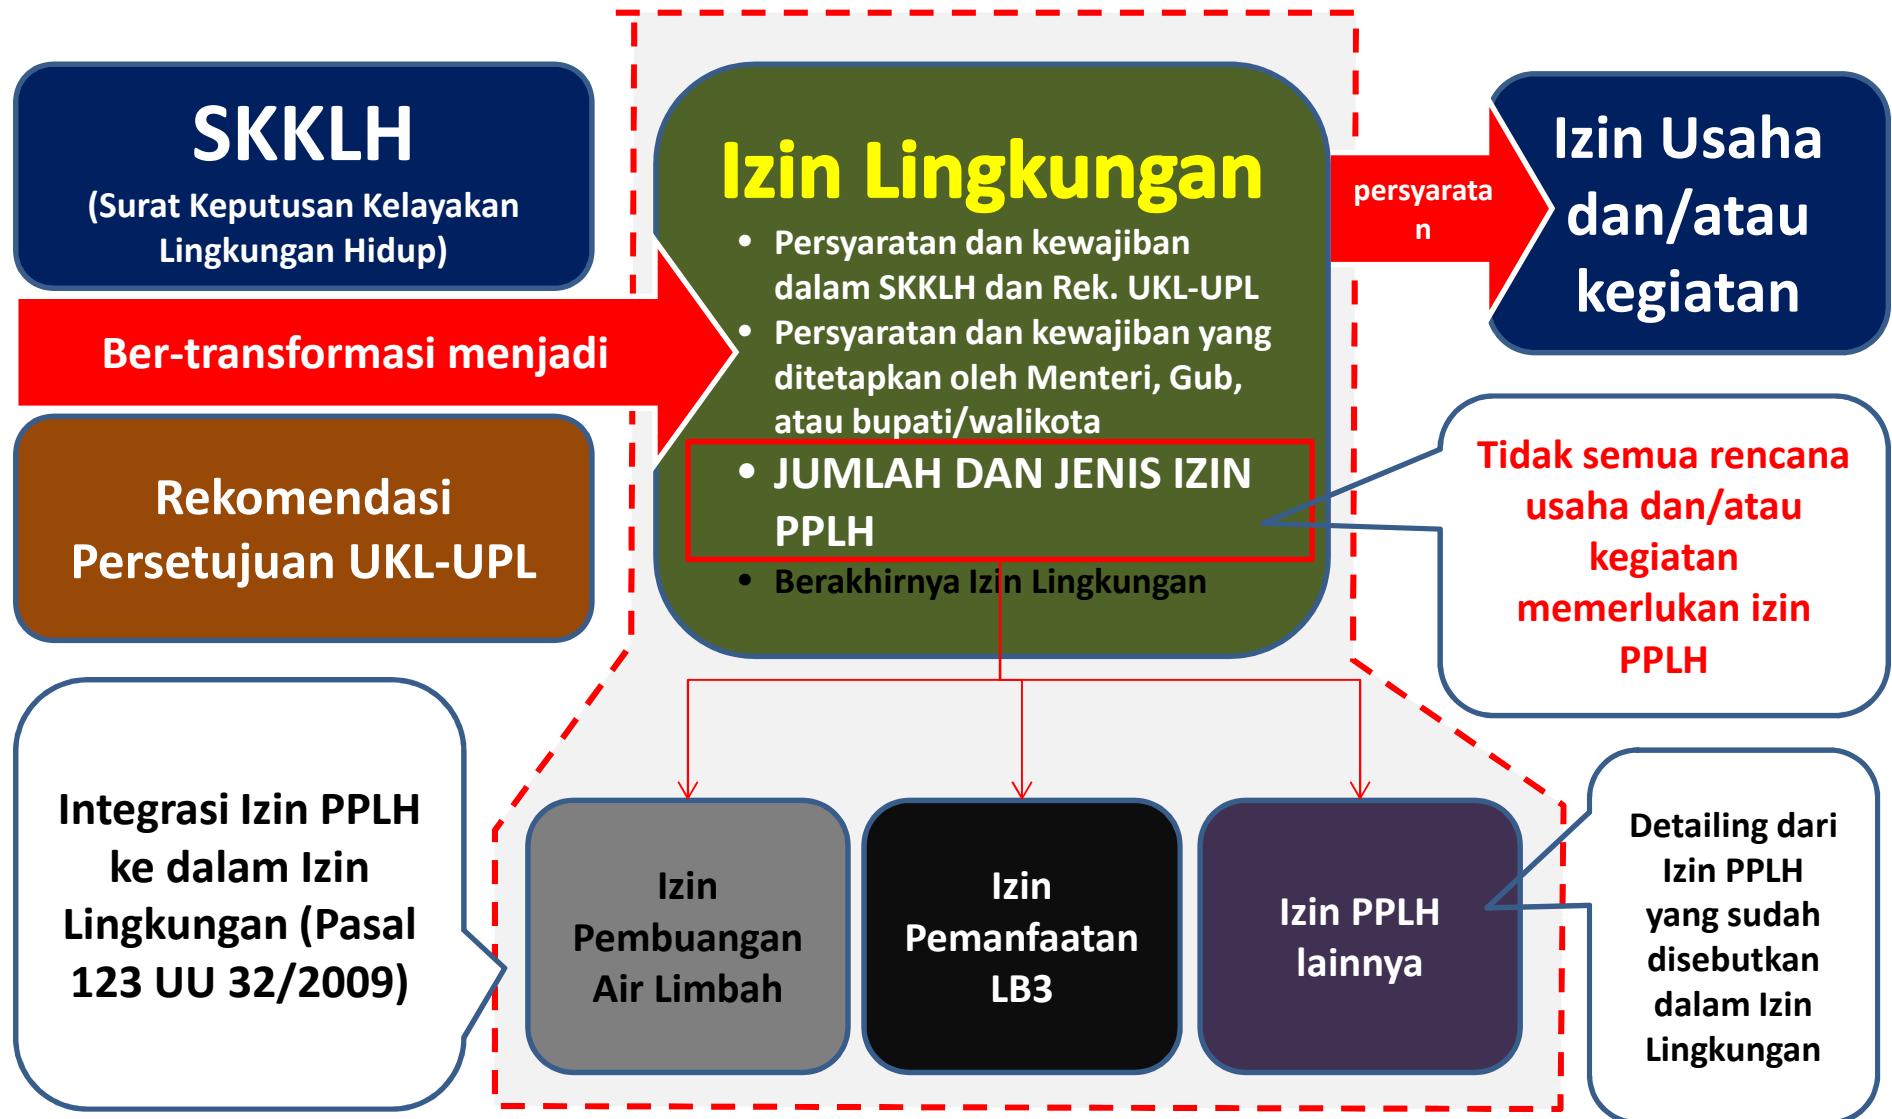 SKKLH
(Surat Keputusan Kelayakan
Lingkungan Hidup)
Ber-transformasi menjadi
Rekomendasi
Persetujuan UKL-UPL
Izin Lingkungan
• Persyaratan dan kewajiban
dalam SKKLH dan Rek. UKL-UPL
• Persyaratan dan kewajiban yang
ditetapkan oleh Menteri, Gub,
atau bupati/walikota
• JUMLAH DAN JENIS IZIN
PPLH
• Berakhirnya Izin Lingkungan
persyarata
n
Izin Usaha
dan/atau
kegiatan
Tidak semua rencana
usaha dan/atau
kegiatan
memerlukan izin
PPLH
Integrasi Izin PPLH
ke dalam Izin
Lingkungan (Pasal
123 UU 32/2009)
Izin
Pembuangan
Air Limbah
Izin
Pemanfaatan
LB3
Izin PPLH
lainnya
Detailing dari
Izin PPLH
yang sudah
disebutkan
dalam Izin
Lingkungan